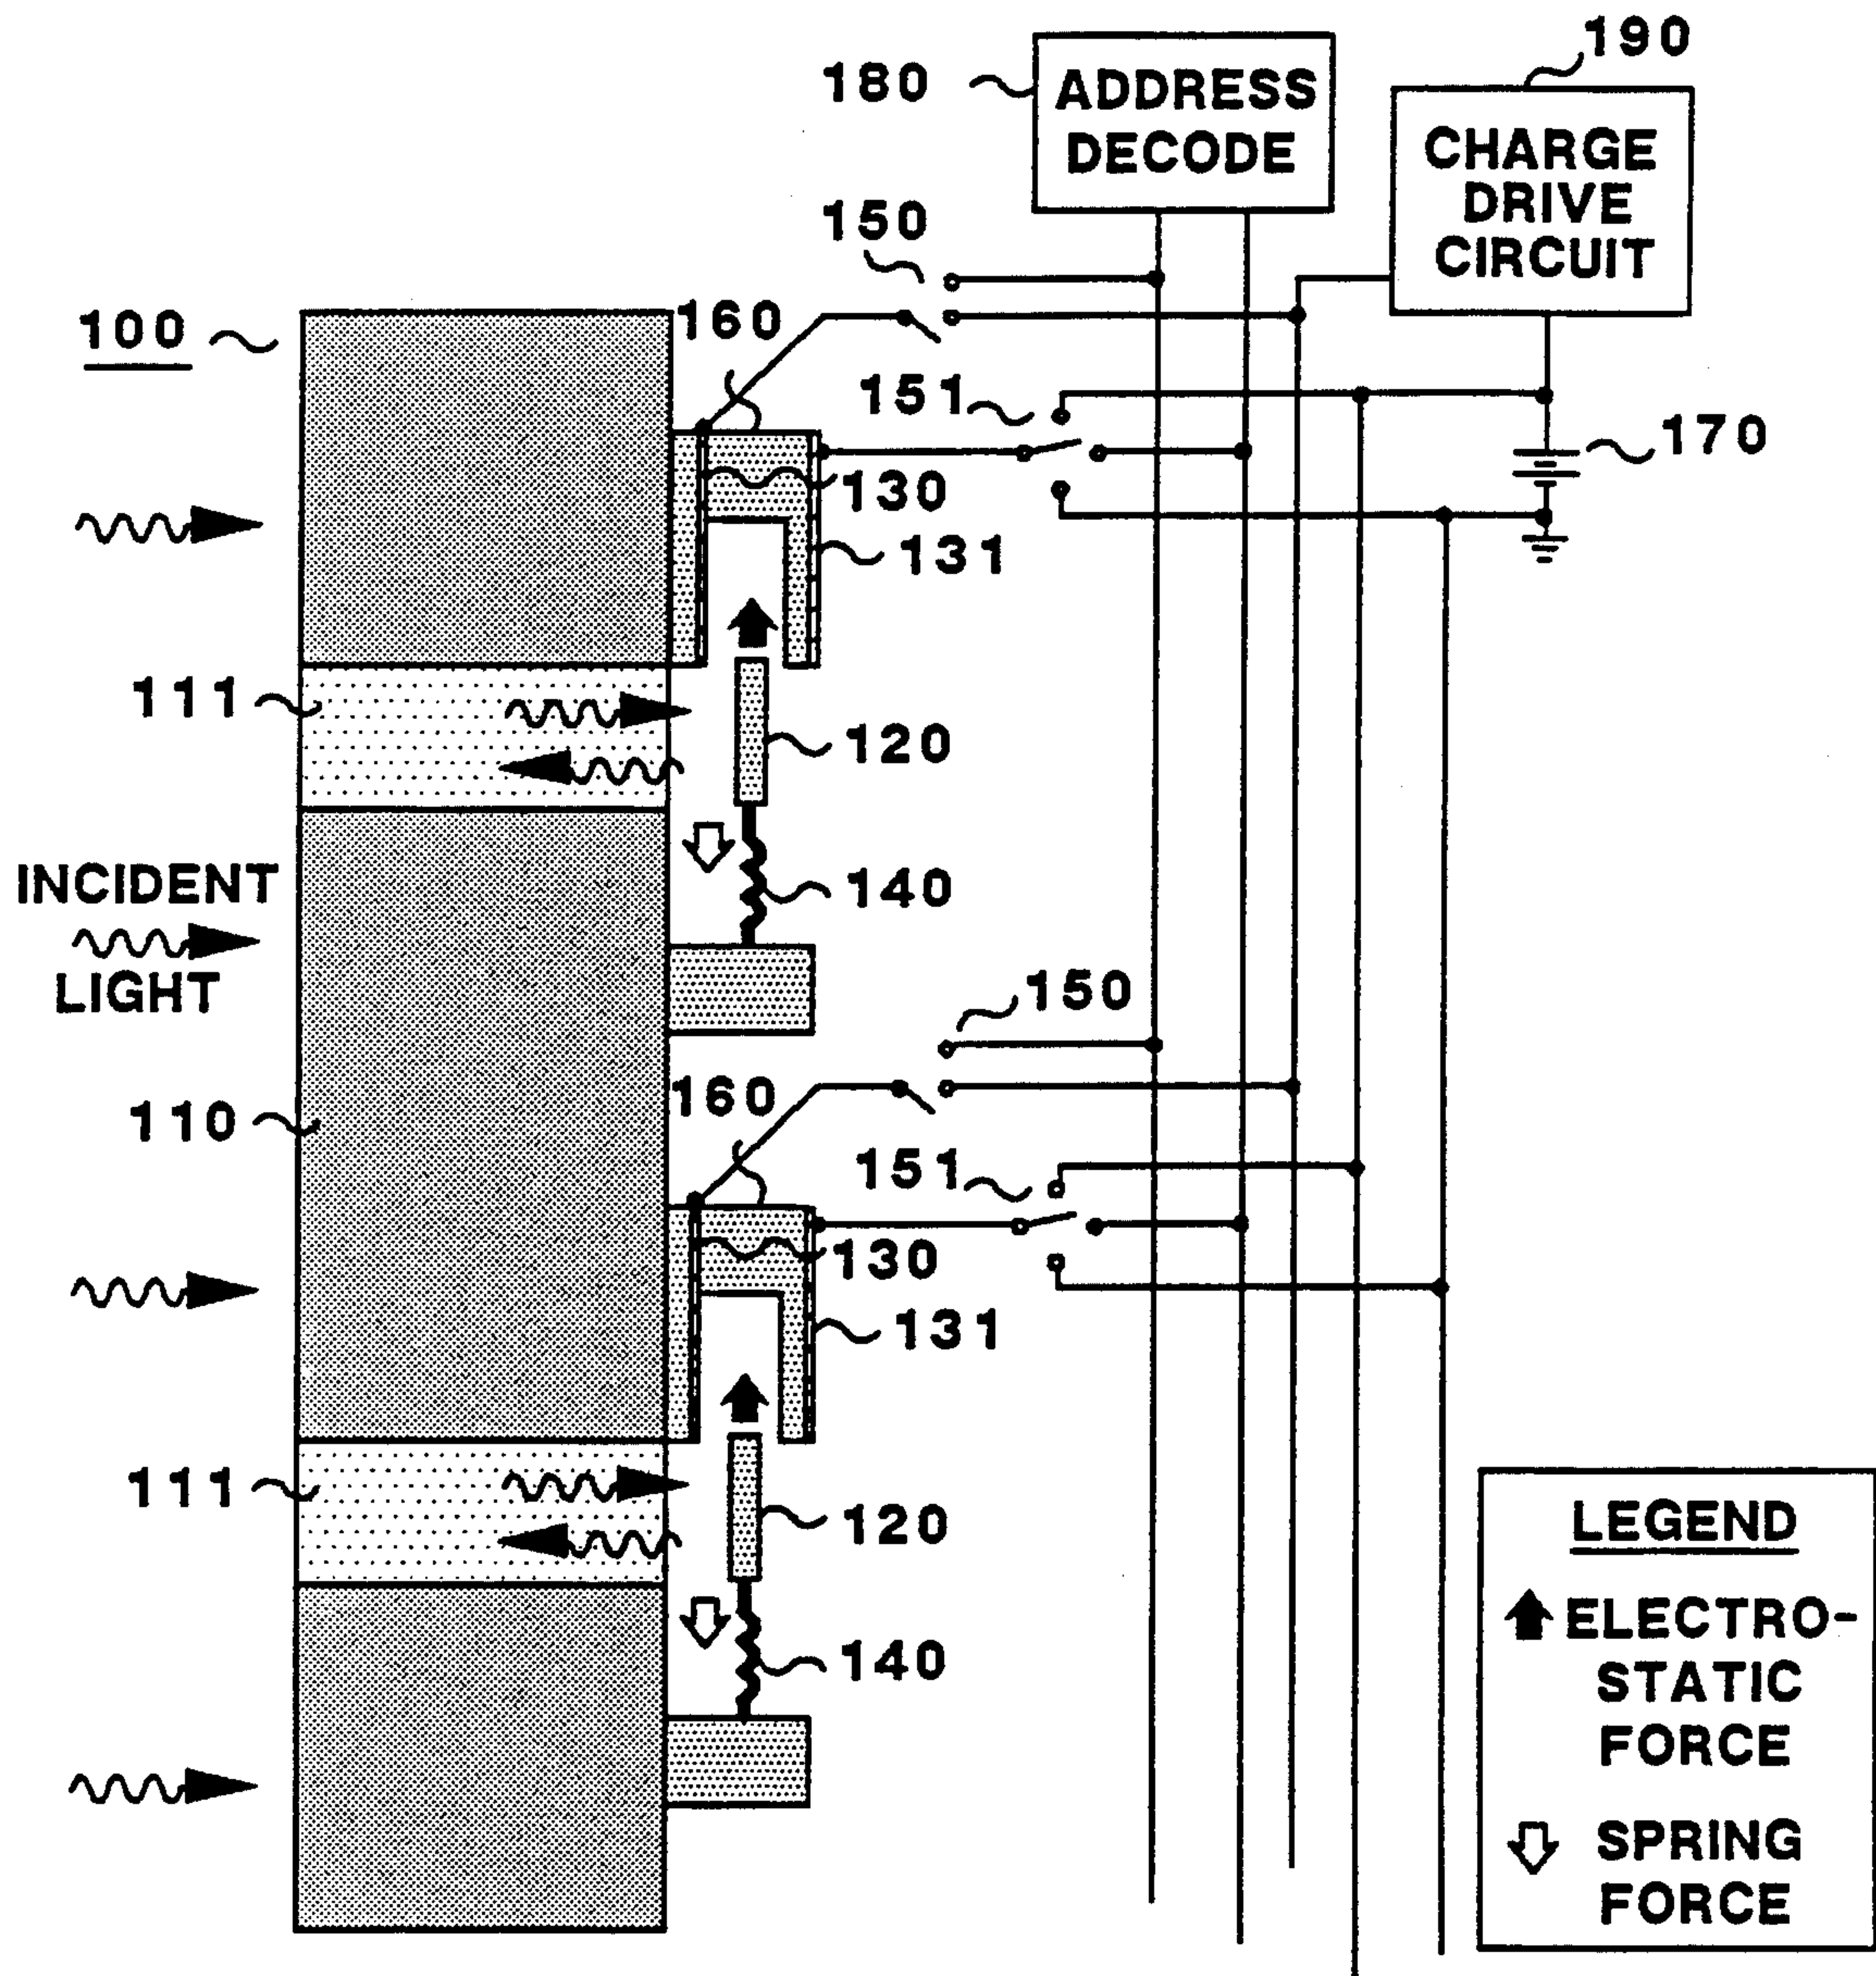 190
180
ADDRESS
DECODE
CHARGE
DRIVE
CIRCUIT
150
100
160
151
170
130
131
111
120
INCIDENT
LIGHT
140
150
160
110
151
130
131
111
120
140
LEGEND
ELECTRO-
STATIC
FORCE
SPRING
FORCE